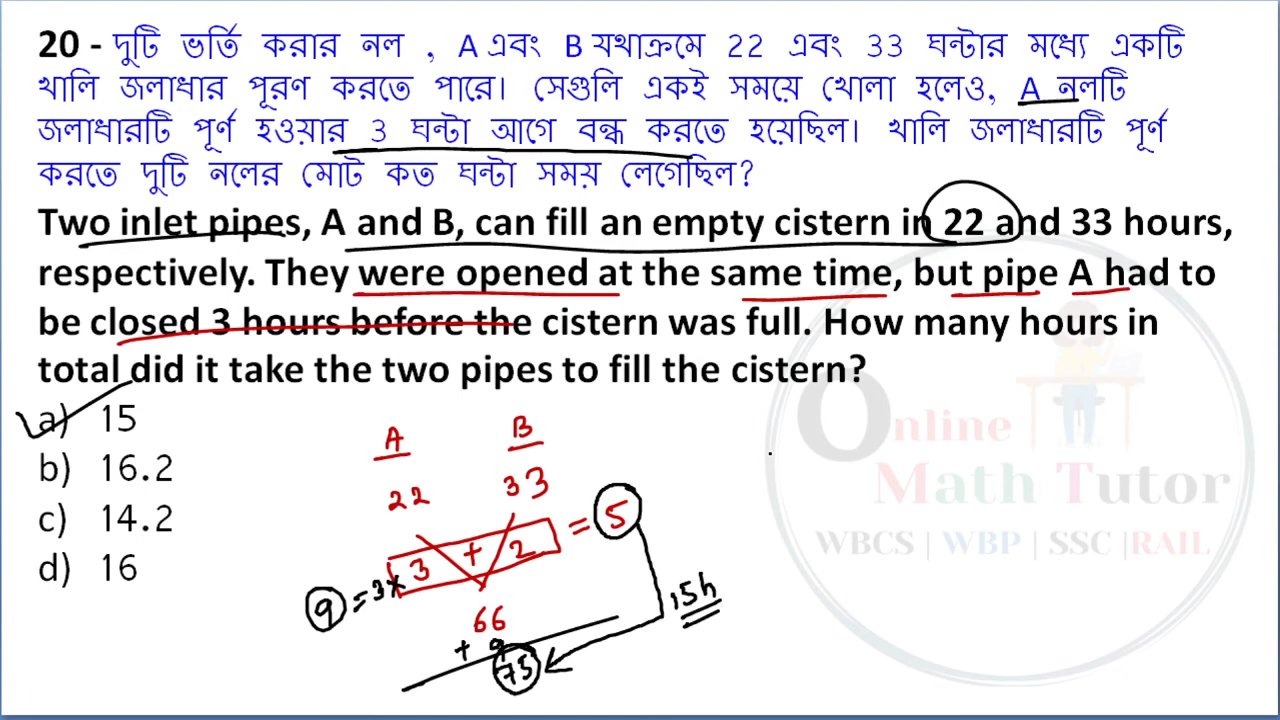 20 - দুটি ভর্তি করার নল , A এবং B যথাক্রমে 22 এবং 33 ঘন্টার মধ্যে একটি
খালি জলাধার পূরণ করতে পারে। সেগুলি একই সময়ে খোলা হলেও, A নলটি
জলাধারটি পূর্ণ হওয়ার 3 ঘন্টা আগে বন্ধ করতে হয়েছিল। খালি জলাধারটি পূর্ণ
করতে দুটি নলের মোট কত ঘন্টা সময় লেগেছিল?
Two inlet pipes, A and B, can fill an empty cistern in 22 and 33 hours,
respectively. They were opened at the same time, but pipe A had to
be closed 3 hours before the cistern was full. How many hours in
total did it take the two pipes to fill the cistern?
a) 15
b) 16.2
c) 14.2
d) 16
A B
22 33
3 + 2 = 5
9 = 3×
66
+ 9
75
15h
Online
Math Tutor
WBCS | WBP | SSC |RAIL